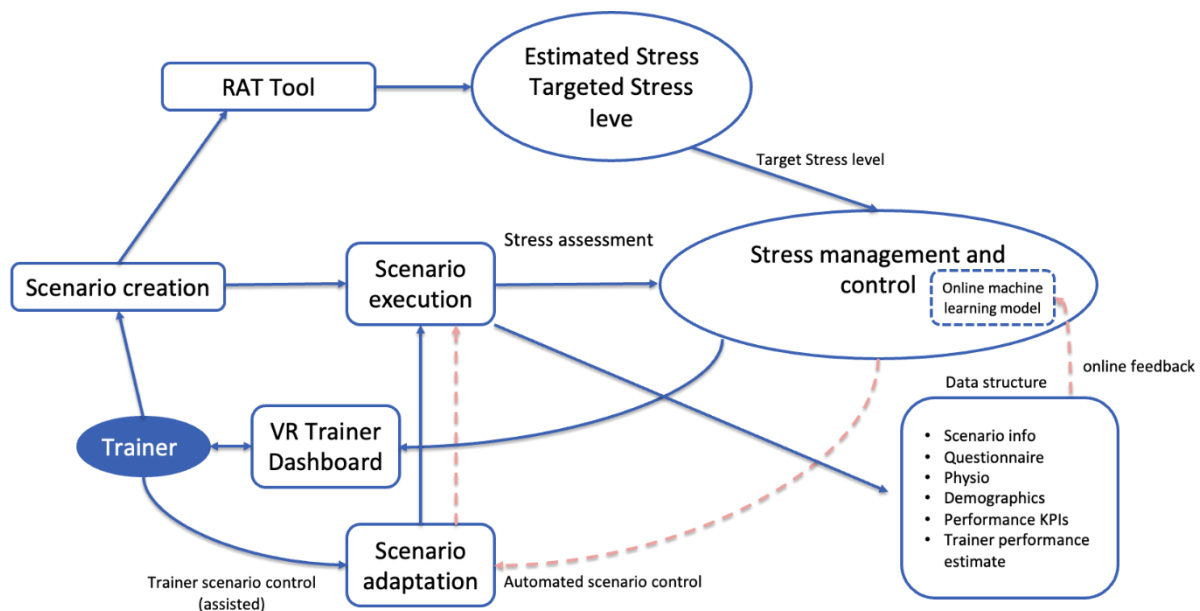 RAT Tool
Estimated Stress
Targeted Stress
leve
Target Stress level
Scenario creation
Scenario
execution
Stress assessment
Stress management and
control
Online machine
learning model
online feedback
Data structure
• Scenario info
• Questionnaire
• Physio
• Demographics
• Performance KPIs
• Trainer performance
estimate
Trainer
VR Trainer
Dashboard
Scenario
adaptation
Trainer scenario control
(assisted)
Automated scenario control